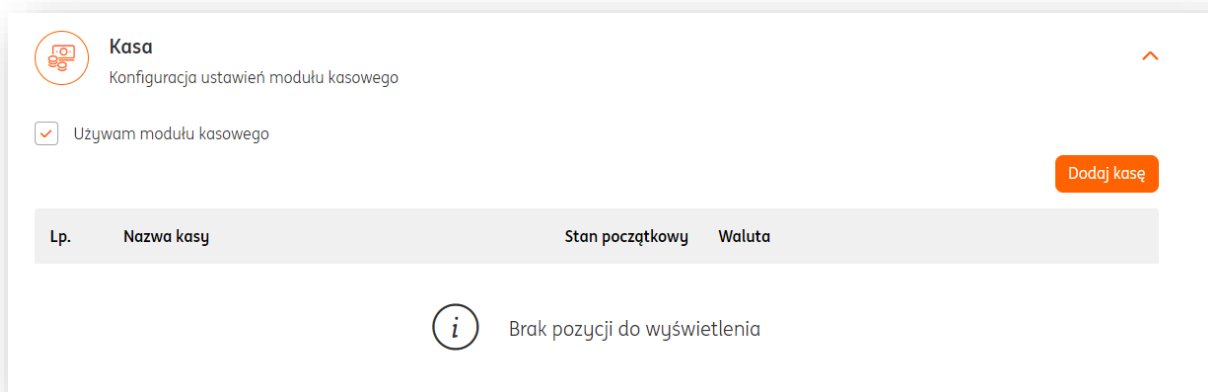 Kasa
Konfiguracja ustawień modułu kasowego
Używam modułu kasowego
Dodaj kasę
Lp. Nazwa kasy Stan początkowy Waluta
i Brak pozycji do wyświetlenia